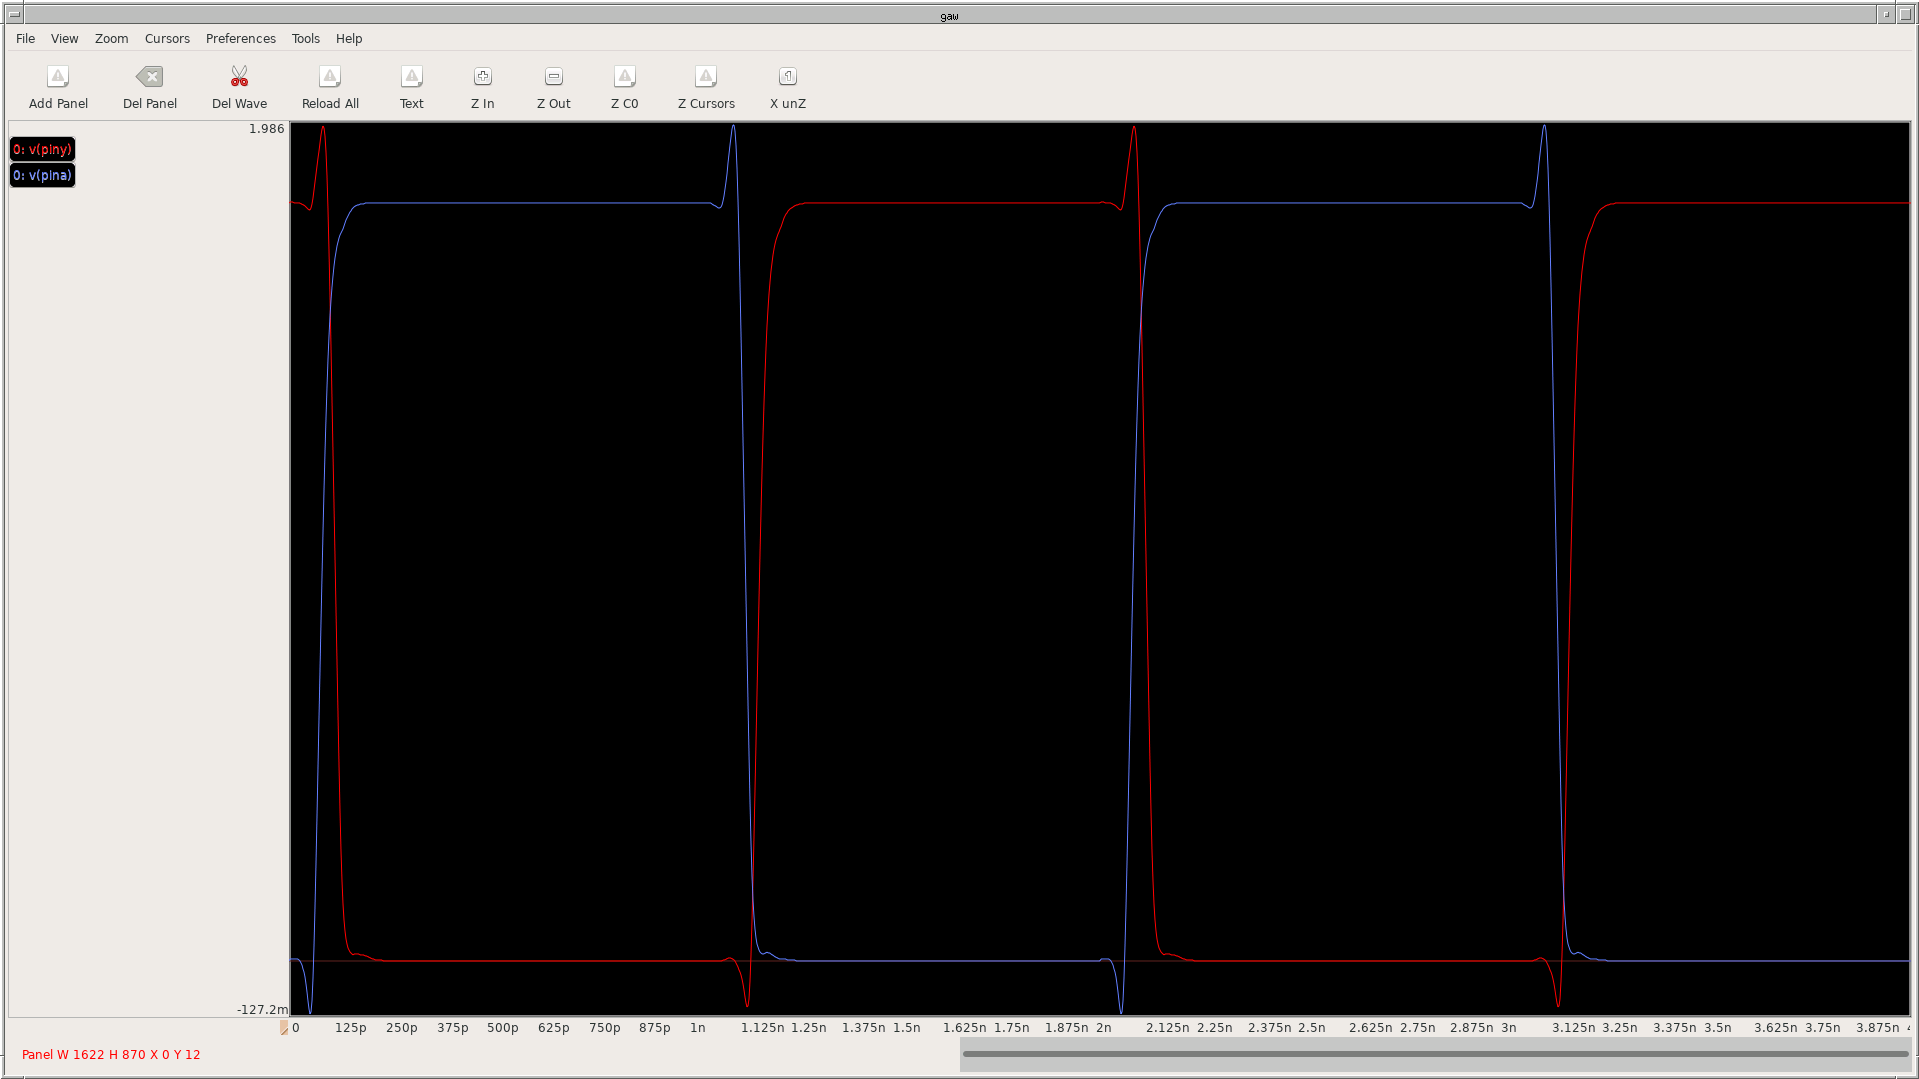 gaw
File View Zoom Cursors Preferences Tools Help
Add Panel Del Panel Del Wave Reload All Text Z In Z Out Z C0 Z Cursors X unZ
1.986
0: v(piny)
0: v(pina)
-127.2m
0 125p 250p 375p 500p 625p 750p 875p 1n 1.125n 1.25n 1.375n 1.5n 1.625n 1.75n 1.875n 2n 2.125n 2.25n 2.375n 2.5n 2.625n 2.75n 2.875n 3n 3.125n 3.25n 3.375n 3.5n 3.625n 3.75n 3.875n
Panel W 1622 H 870 X 0 Y 12